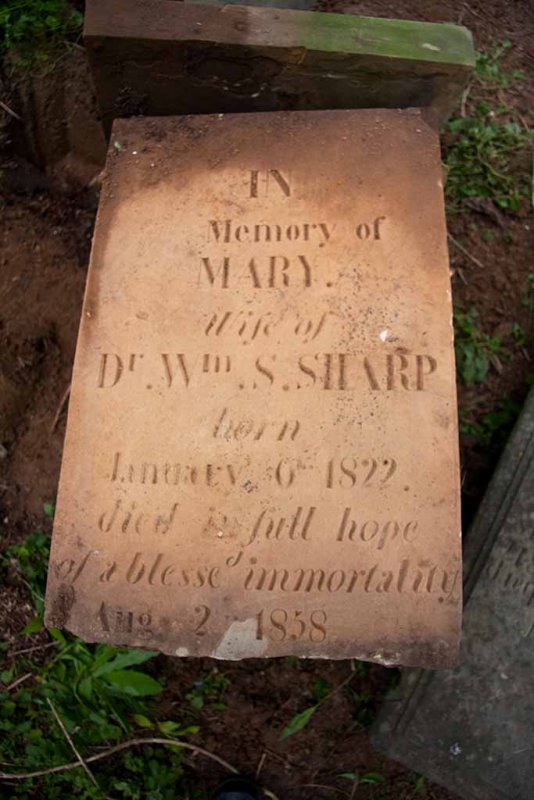 IN
Memory of
MARY.
Wife of
Dr. Wm. S. SHARP
born
January 6th 1822.
died in full hope
of a blessed immortality
Aug. 2 1858